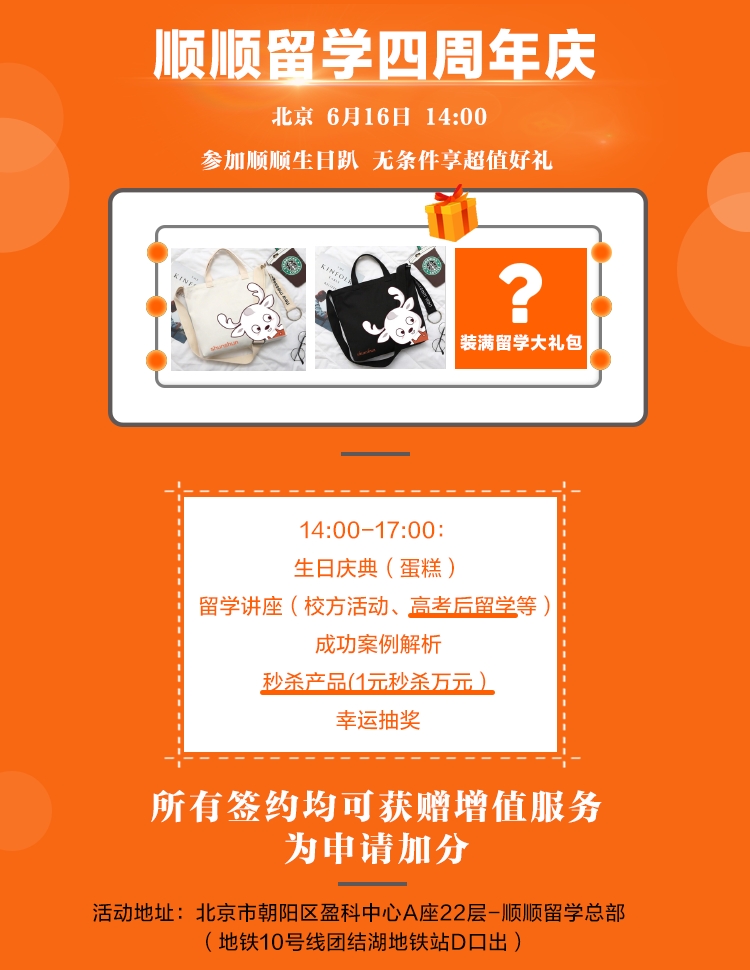 顺顺留学四周年庆
北京 6月16日 14:00
参加顺顺生日趴 无条件享超值好礼
KINFO
KINFOL
shunshun
shunshun
?
装满留学大礼包
14:00-17:00：
生日庆典（蛋糕）
留学讲座（校方活动、高考后留学等）
成功案例解析
秒杀产品(1元秒杀万元）
幸运抽奖
所有签约均可获赠增值服务
为申请加分
活动地址：北京市朝阳区盈科中心A座22层-顺顺留学总部
（地铁10号线团结湖地铁站D口出）